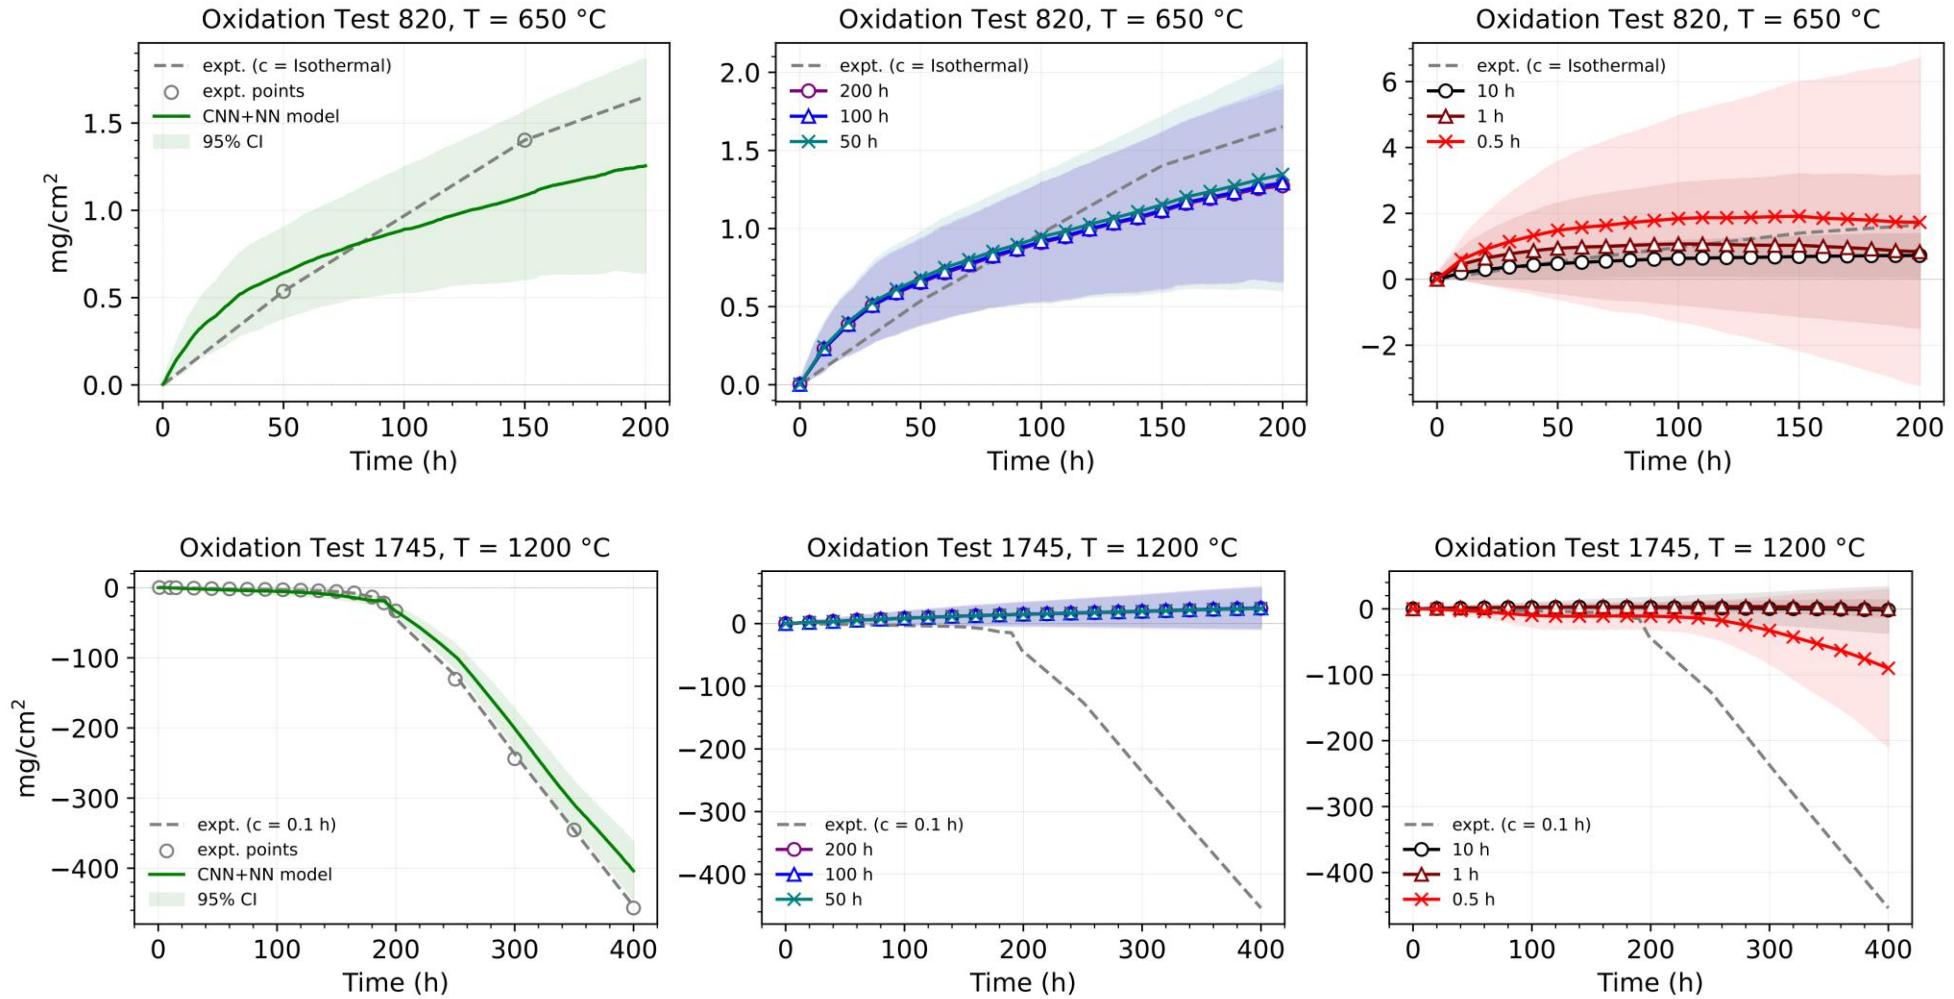 Oxidation Test 820, T = 650 °C
mg/cm²
1.5
1.0
0.5
0.0
expt. (c = Isothermal)
expt. points
CNN+NN model
95% CI
0 50 100 150 200
Time (h)
Oxidation Test 820, T = 650 °C
2.0
1.5
1.0
0.5
0.0
expt. (c = Isothermal)
200 h
100 h
50 h
0 50 100 150 200
Time (h)
Oxidation Test 820, T = 650 °C
6
4
2
0
−2
expt. (c = Isothermal)
10 h
1 h
0.5 h
0 50 100 150 200
Time (h)
Oxidation Test 1745, T = 1200 °C
mg/cm²
0
−100
−200
−300
−400
expt. (c = 0.1 h)
expt. points
CNN+NN model
95% CI
0 100 200 300 400
Time (h)
Oxidation Test 1745, T = 1200 °C
0
−100
−200
−300
−400
expt. (c = 0.1 h)
200 h
100 h
50 h
0 100 200 300 400
Time (h)
Oxidation Test 1745, T = 1200 °C
0
−100
−200
−300
−400
expt. (c = 0.1 h)
10 h
1 h
0.5 h
0 100 200 300 400
Time (h)